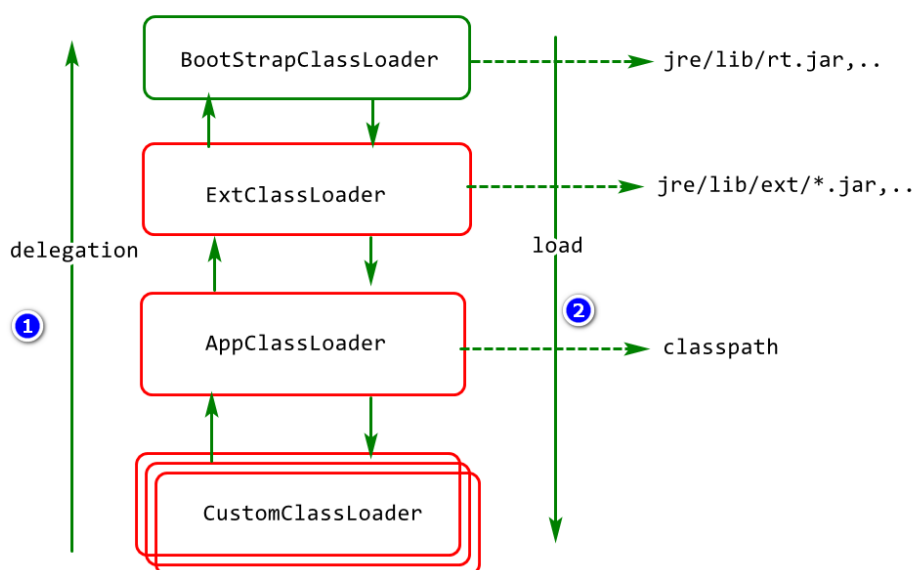 BootStrapClassLoader
jre/lib/rt.jar,..
ExtClassLoader
jre/lib/ext/*.jar,..
delegation
load
1
2
AppClassLoader
classpath
CustomClassLoader